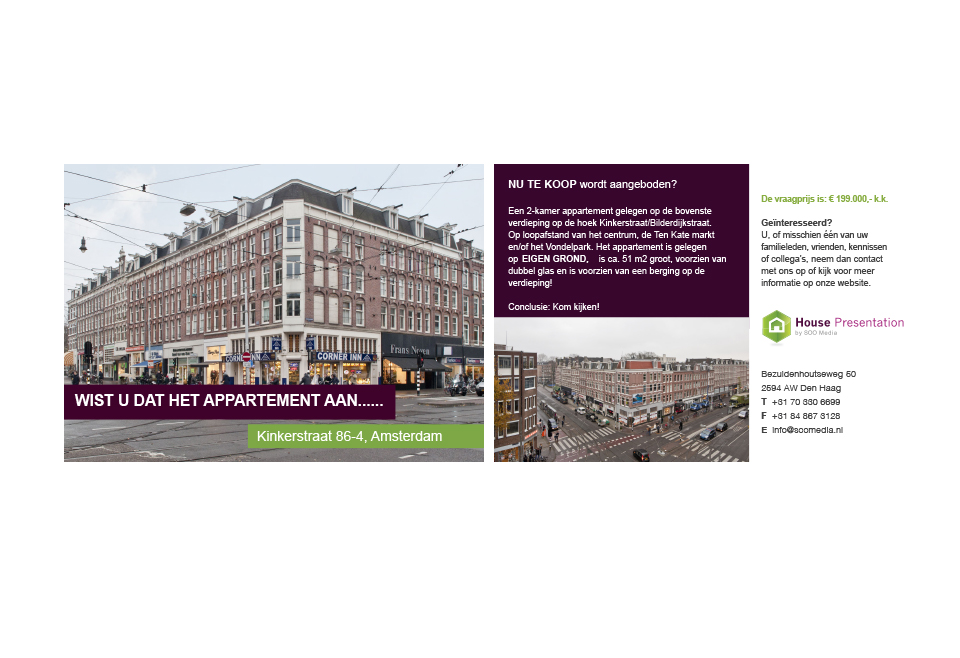 WIST U DAT HET APPARTEMENT AAN......
Kinkerstraat 86-4, Amsterdam
CORNER INN
CORNER INN
NU TE KOOP wordt aangeboden?
Een 2-kamer appartement gelegen op de bovenste
verdieping op de hoek Kinkerstraat/Bilderdijkstraat.
Op loopafstand van het centrum, de Ten Kate markt
en/of het Vondelpark. Het appartement is gelegen
op EIGEN GROND, is ca. 51 m2 groot, voorzien van
dubbel glas en is voorzien van een berging op de
verdieping!
Conclusie: Kom kijken!
De vraagprijs is: € 199.000,- k.k.
Geïnteresseerd?
U, of misschien één van uw
familieleden, vrienden, kennissen
of collega's, neem dan contact
met ons op of kijk voor meer
informatie op onze website.
House Presentation
by SOO Media
Bezuidenhoutseweg 60
2594 AW Den Haag
T +31 70 330 6699
F +31 84 867 3128
E info@soomedia.nl